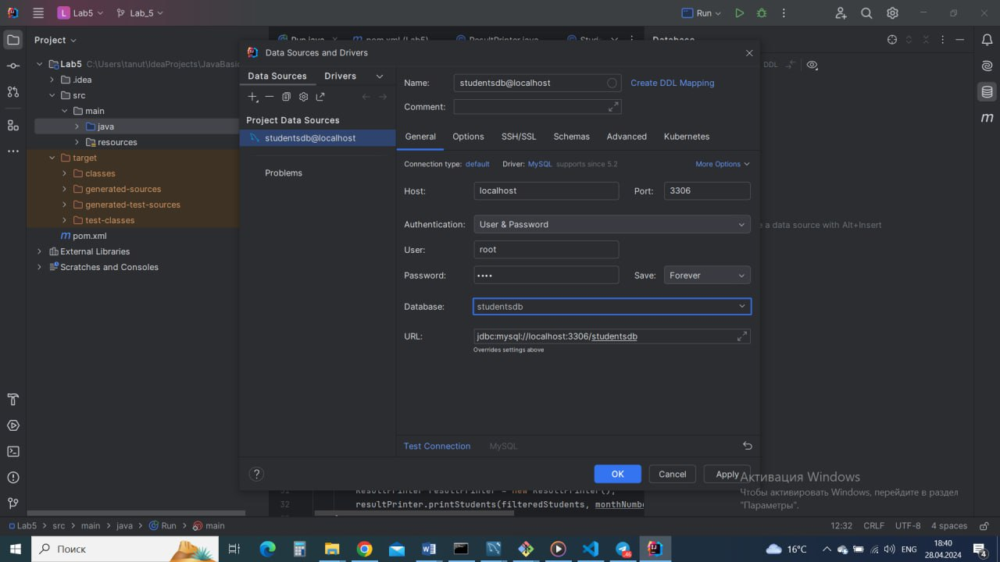 L Lab5 Lab_5 Run
Project
Run.java pom.xml (Lab5) ResultPrinter.java Database
Lab5 C:\Users\tanut\IdeaProjects\JavaBasic
.idea
src
main
java
resources
target
classes
generated-sources
generated-test-sources
test-classes
pom.xml
External Libraries
Scratches and Consoles
Data Sources and Drivers
Data Sources Drivers
Project Data Sources
studentsdb@localhost
Problems
Name: studentsdb@localhost Create DDL Mapping
Comment:
General Options SSH/SSL Schemas Advanced Kubernetes
Connection type: default Driver: MySQL supports since 5.2 More Options
Host: localhost Port: 3306
Authentication: User & Password
User: root
Password: •••• Save: Forever
Database: studentsdb
URL: jdbc:mysql://localhost:3306/studentsdb
Overrides settings above
Test Connection MySQL
? OK Cancel Apply
DDL
a data source with Alt+Insert
32 resultPrinter.printStudents(filteredStudents, monthNumb
Активация Windows
Чтобы активировать Windows, перейдите в раздел
"Параметры".
Lab5 > src > main > java > Run > main 12:32 CRLF UTF-8 4 spaces
Поиск 16°C ENG 18:40
28.04.2024 4